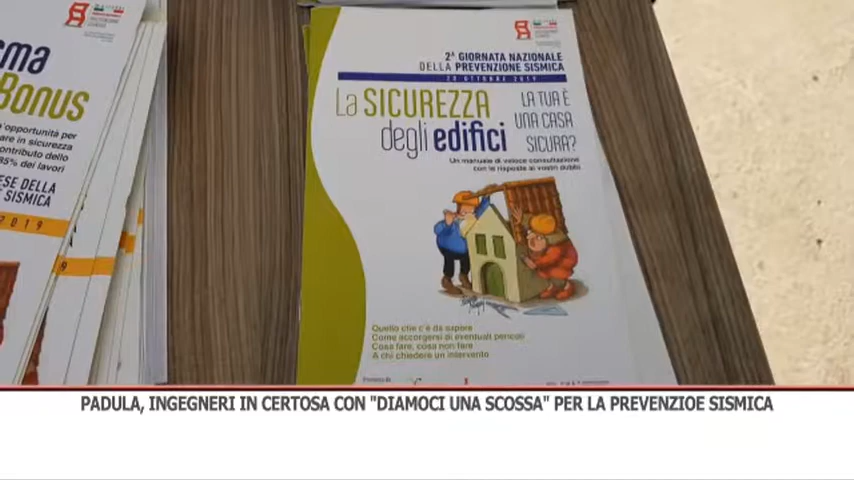 sma
Bonus
'opportunità per
are in sicurezza
contributo dello
85% dei lavori
ESE DELLA
SISMICA
2019
9
2ª GIORNATA NAZIONALE
DELLA PREVENZIONE SISMICA
20 OTTOBRE 2019
La SICUREZZA
degli edifici
LA TUA È
UNA CASA
SICURA?
Un manuale di veloce consultazione
con le risposte ai vostri dubbi
Quello che c'è da sapere
Come accorgersi di eventuali pericoli
Cosa fare, cosa non fare
A chi chiedere un intervento
PADULA, INGEGNERI IN CERTOSA CON "DIAMOCI UNA SCOSSA" PER LA PREVENZIOE SISMICA